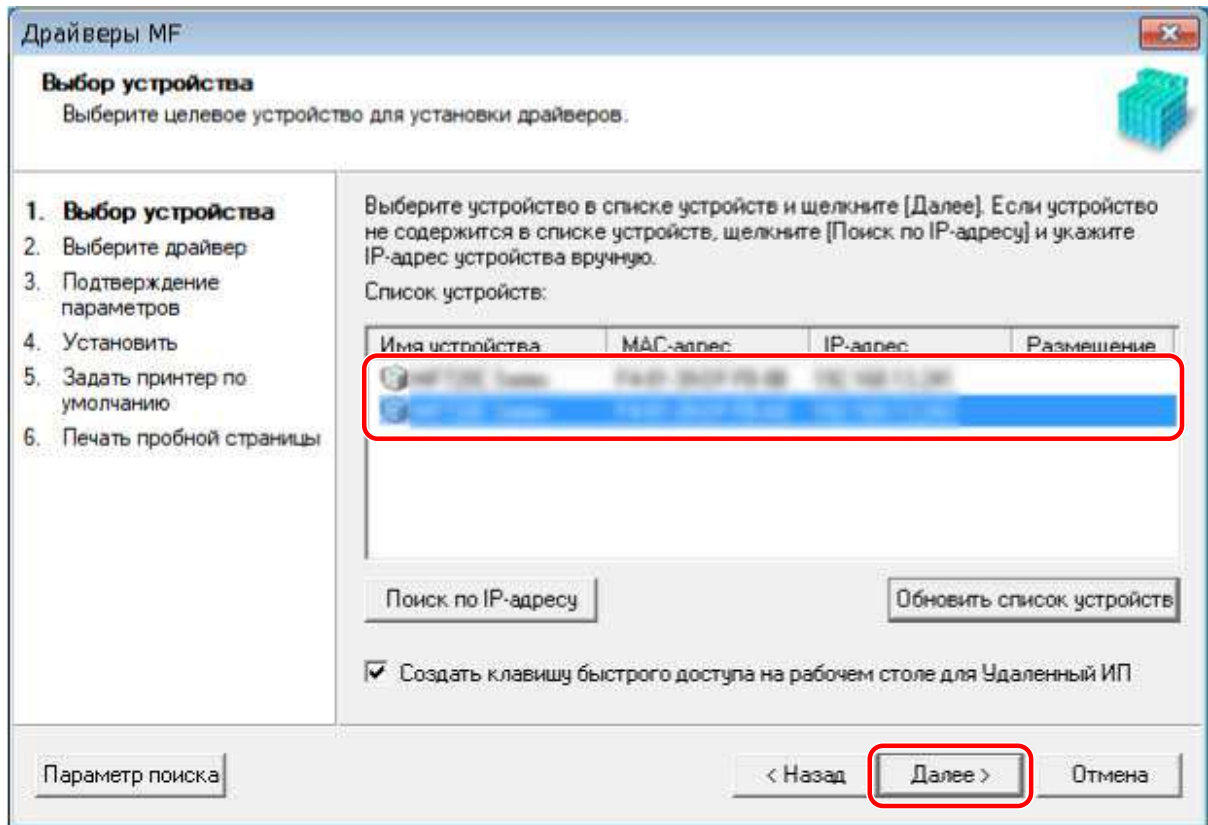 Драйверы MF
Выбор устройства
Выберите целевое устройство для установки драйверов.
1. Выбор устройства
2. Выберите драйвер
3. Подтверждение
параметров
4. Установить
5. Задать принтер по
умолчанию
6. Печать пробной страницы
Выберите устройство в списке устройств и щелкните [Далее]. Если устройство
не содержится в списке устройств, щелкните [Поиск по IP-адресу] и укажите
IP-адрес устройства вручную.
Список устройств:
Имя устройства MAC-адрес IP-адрес Размещение
Поиск по IP-адресу Обновить список устройств
Создать клавишу быстрого доступа на рабочем столе для Удаленный ИП
Параметр поиска < Назад Далее > Отмена